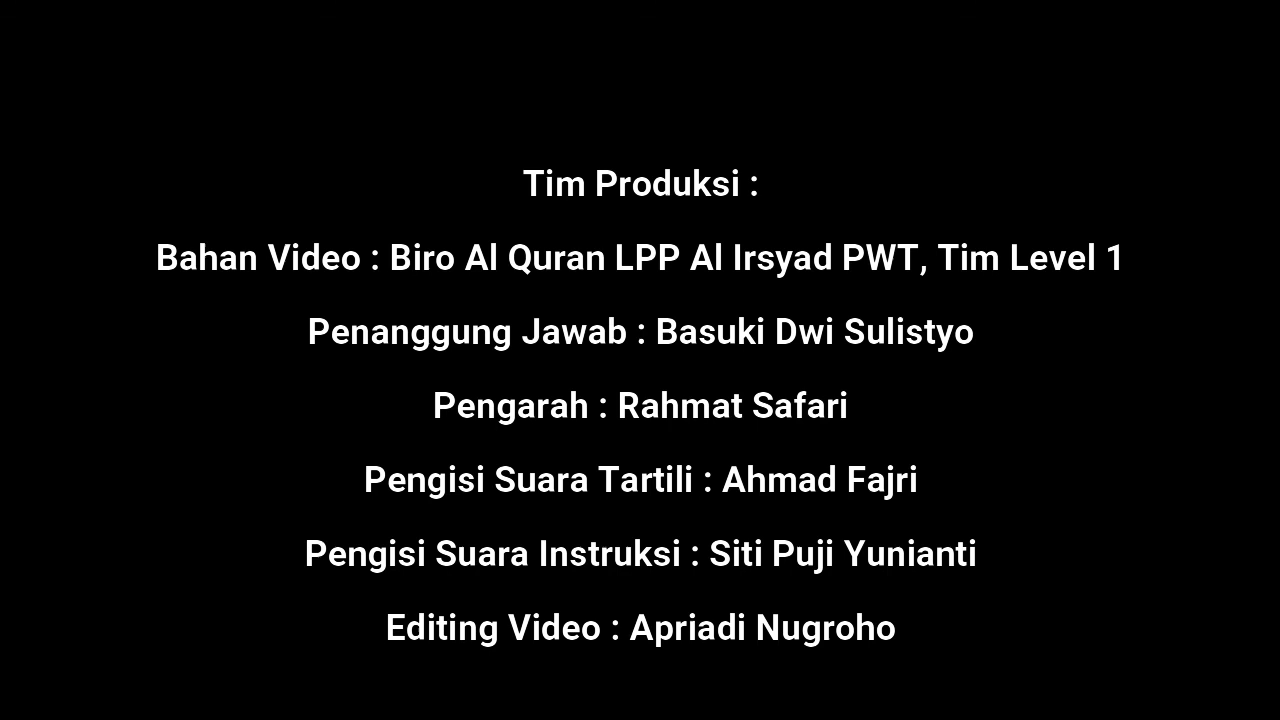 Tim Produksi :
Bahan Video : Biro Al Quran LPP Al Irsyad PWT, Tim Level 1
Penanggung Jawab : Basuki Dwi Sulistyo
Pengarah : Rahmat Safari
Pengisi Suara Tartili : Ahmad Fajri
Pengisi Suara Instruksi : Siti Puji Yunianti
Editing Video : Apriadi Nugroho